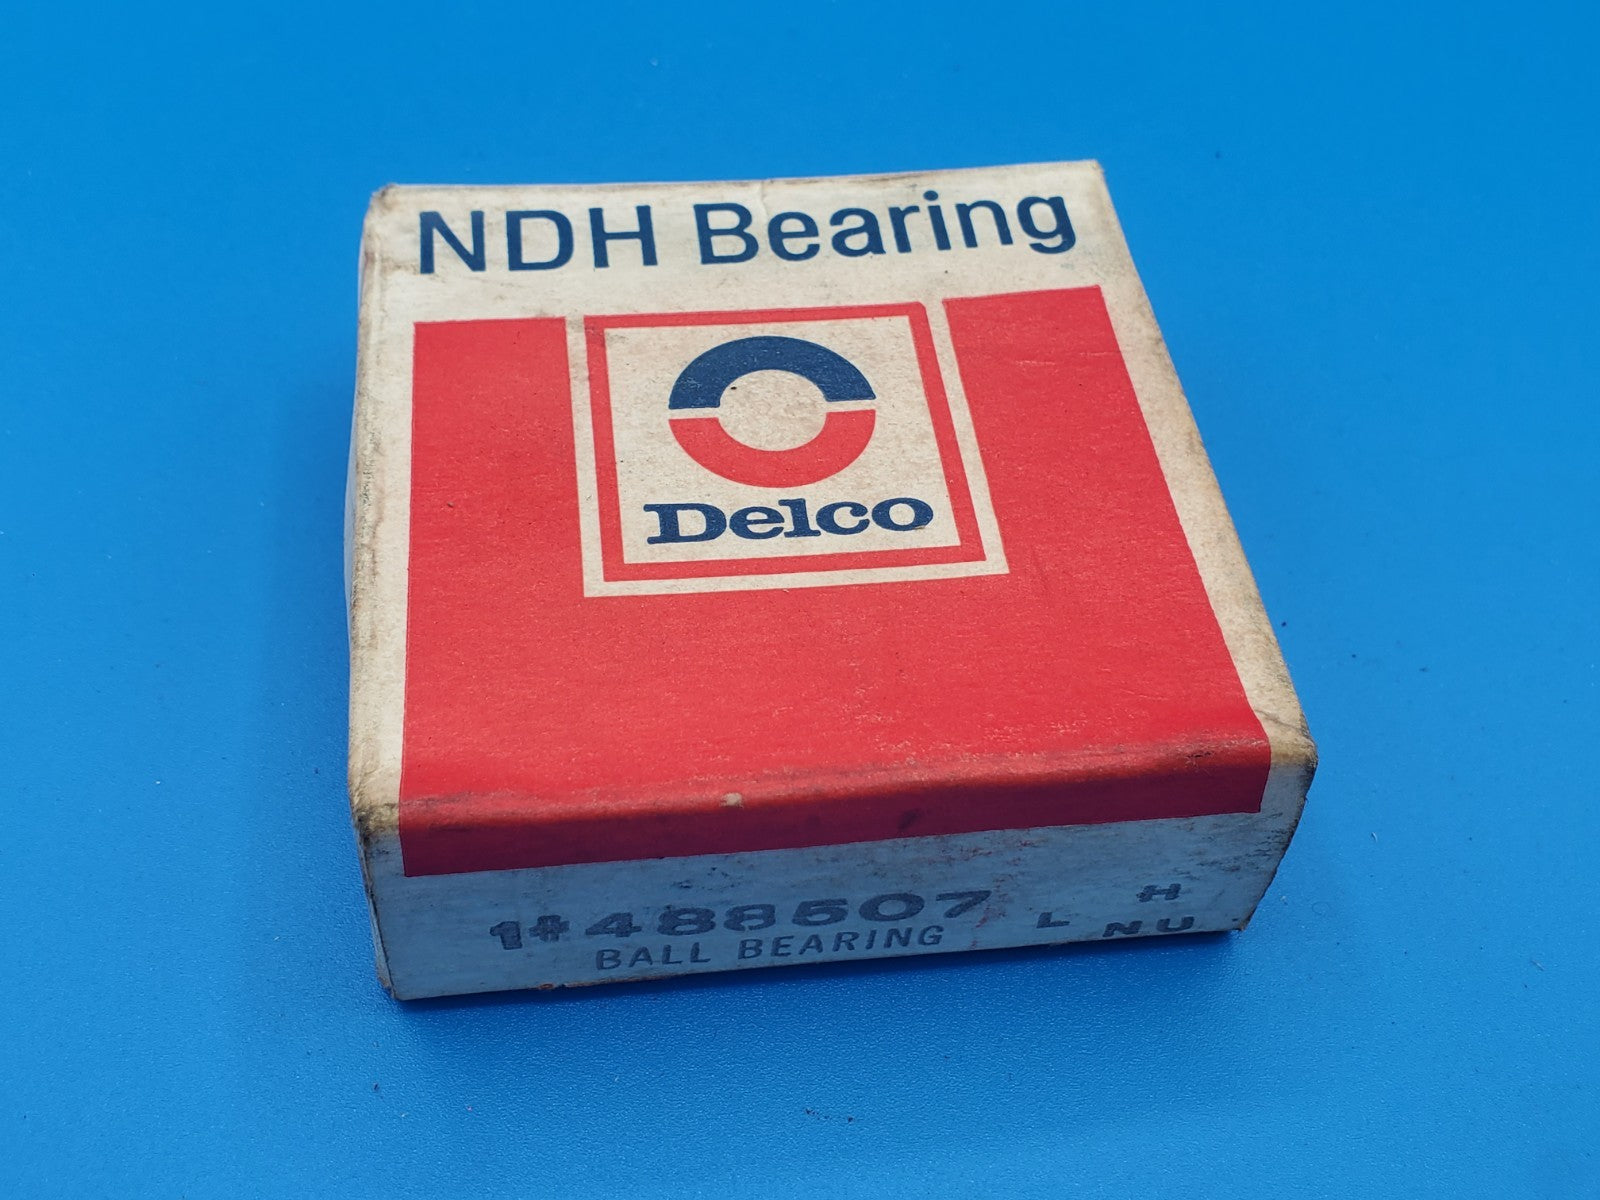 NDH Bearing
Delco
1#488507 L H
BALL BEARING NU